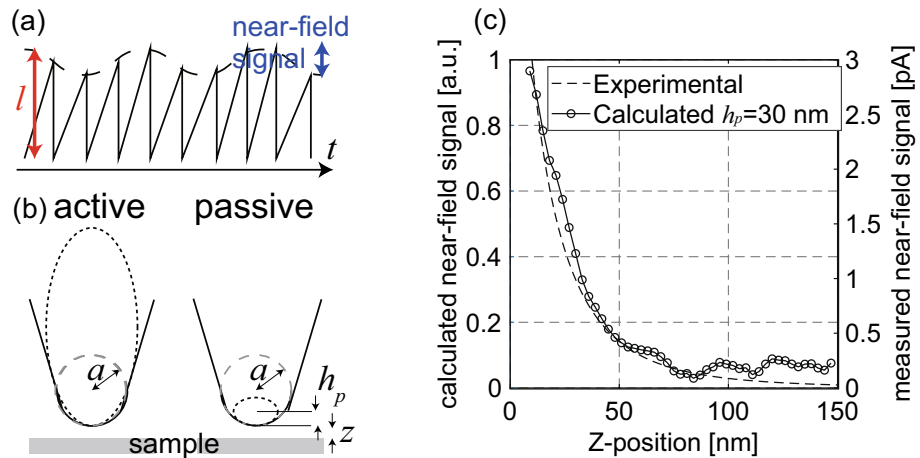 (a)
near-field
signal
l
t
(b)
active passive
a
a
h_p
z
sample
(c)
calculated near-field signal [a.u.]
1
0.8
0.6
0.4
0.2
0
Experimental
Calculated h_p=30 nm
3
2.5
2
1.5
1
0.5
0
measured near-field signal [pA]
0 50 100 150
Z-position [nm]